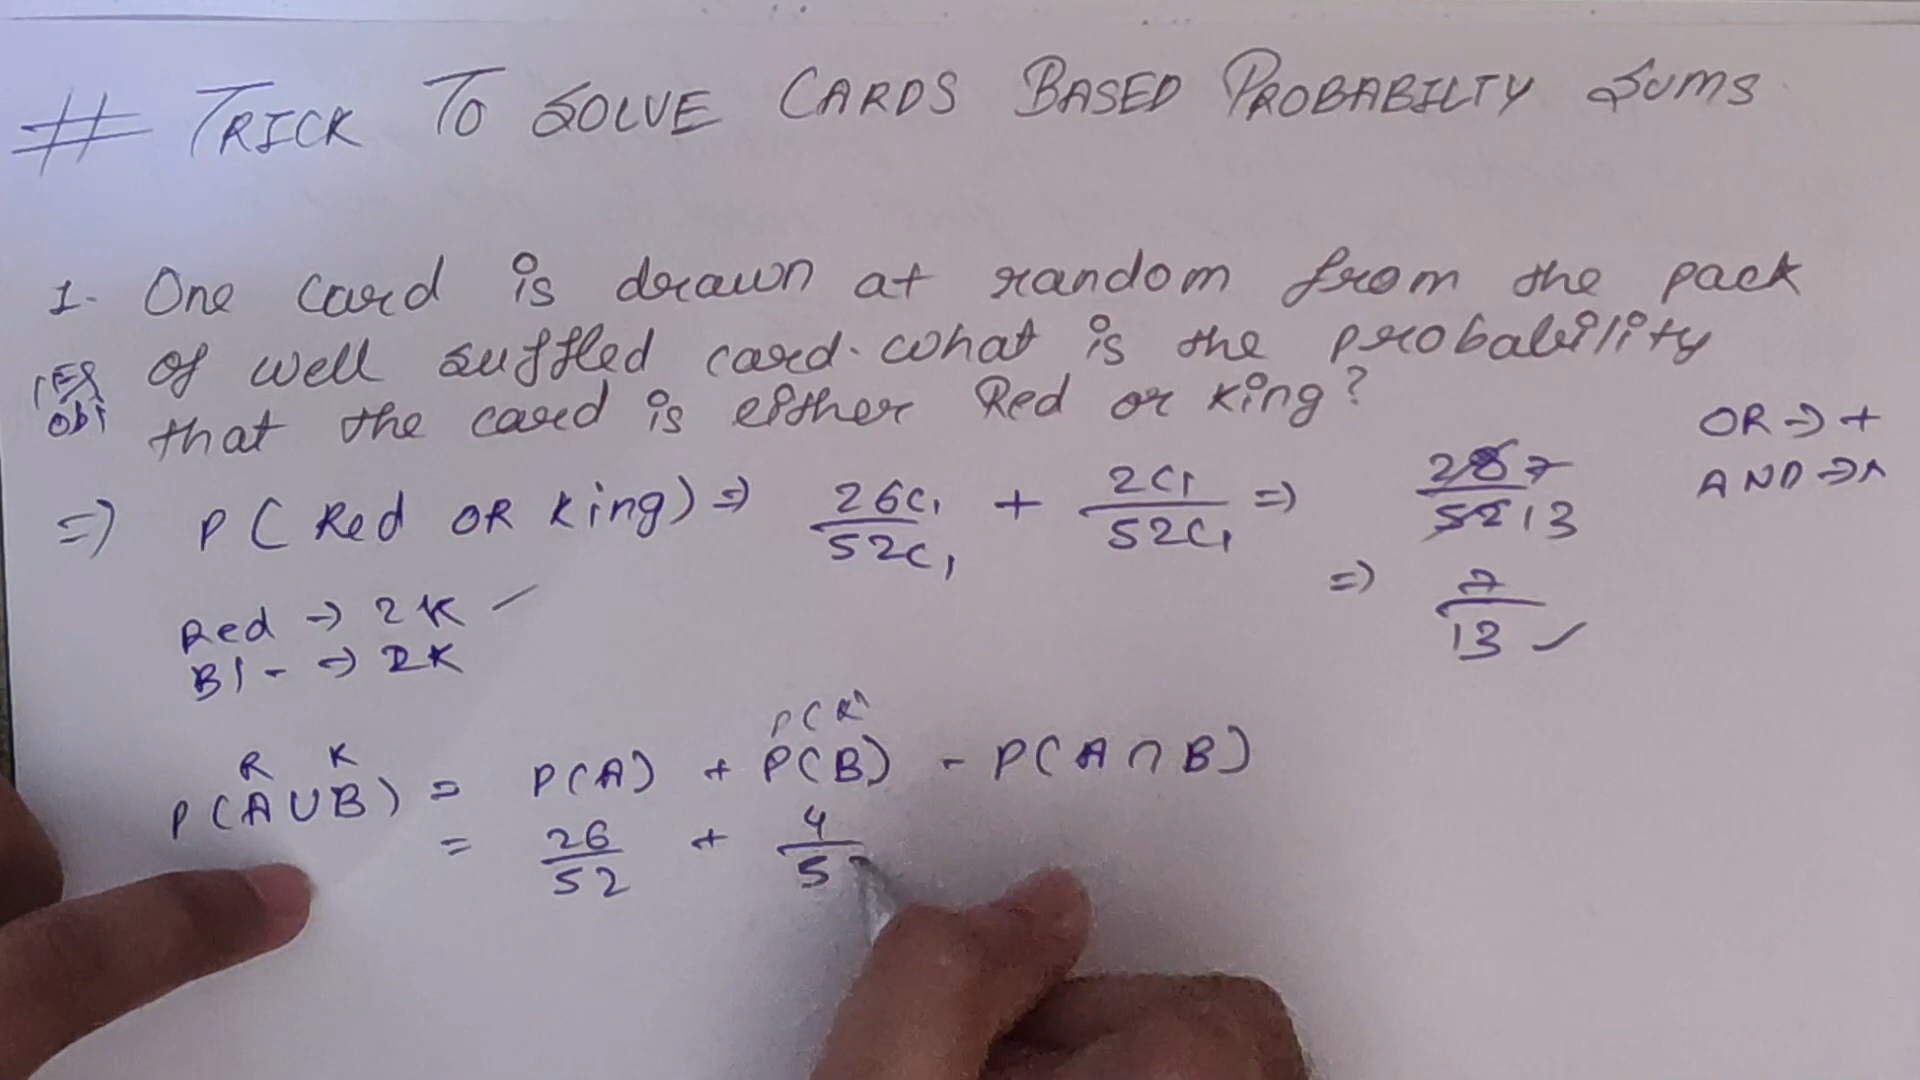 # TRICK TO SOLVE CARDS BASED PROBABILTY SUMS
1. One card is drawn at random from the pack
of well suffled card. what is the probability
that the card is either Red or King?
IES
obj
OR → +
AND → ×
⇒ P( Red OR King) ⇒ 26C1/52C1 + 2C1/52C1 ⇒ 28 7/52 13
⇒ 7/13 ✓
Red → 2K ✓
Bl - → 2K
R K P(K)
P(A∪B) = P(A) + P(B) - P(A∩B)
= 26/52 + 4/5